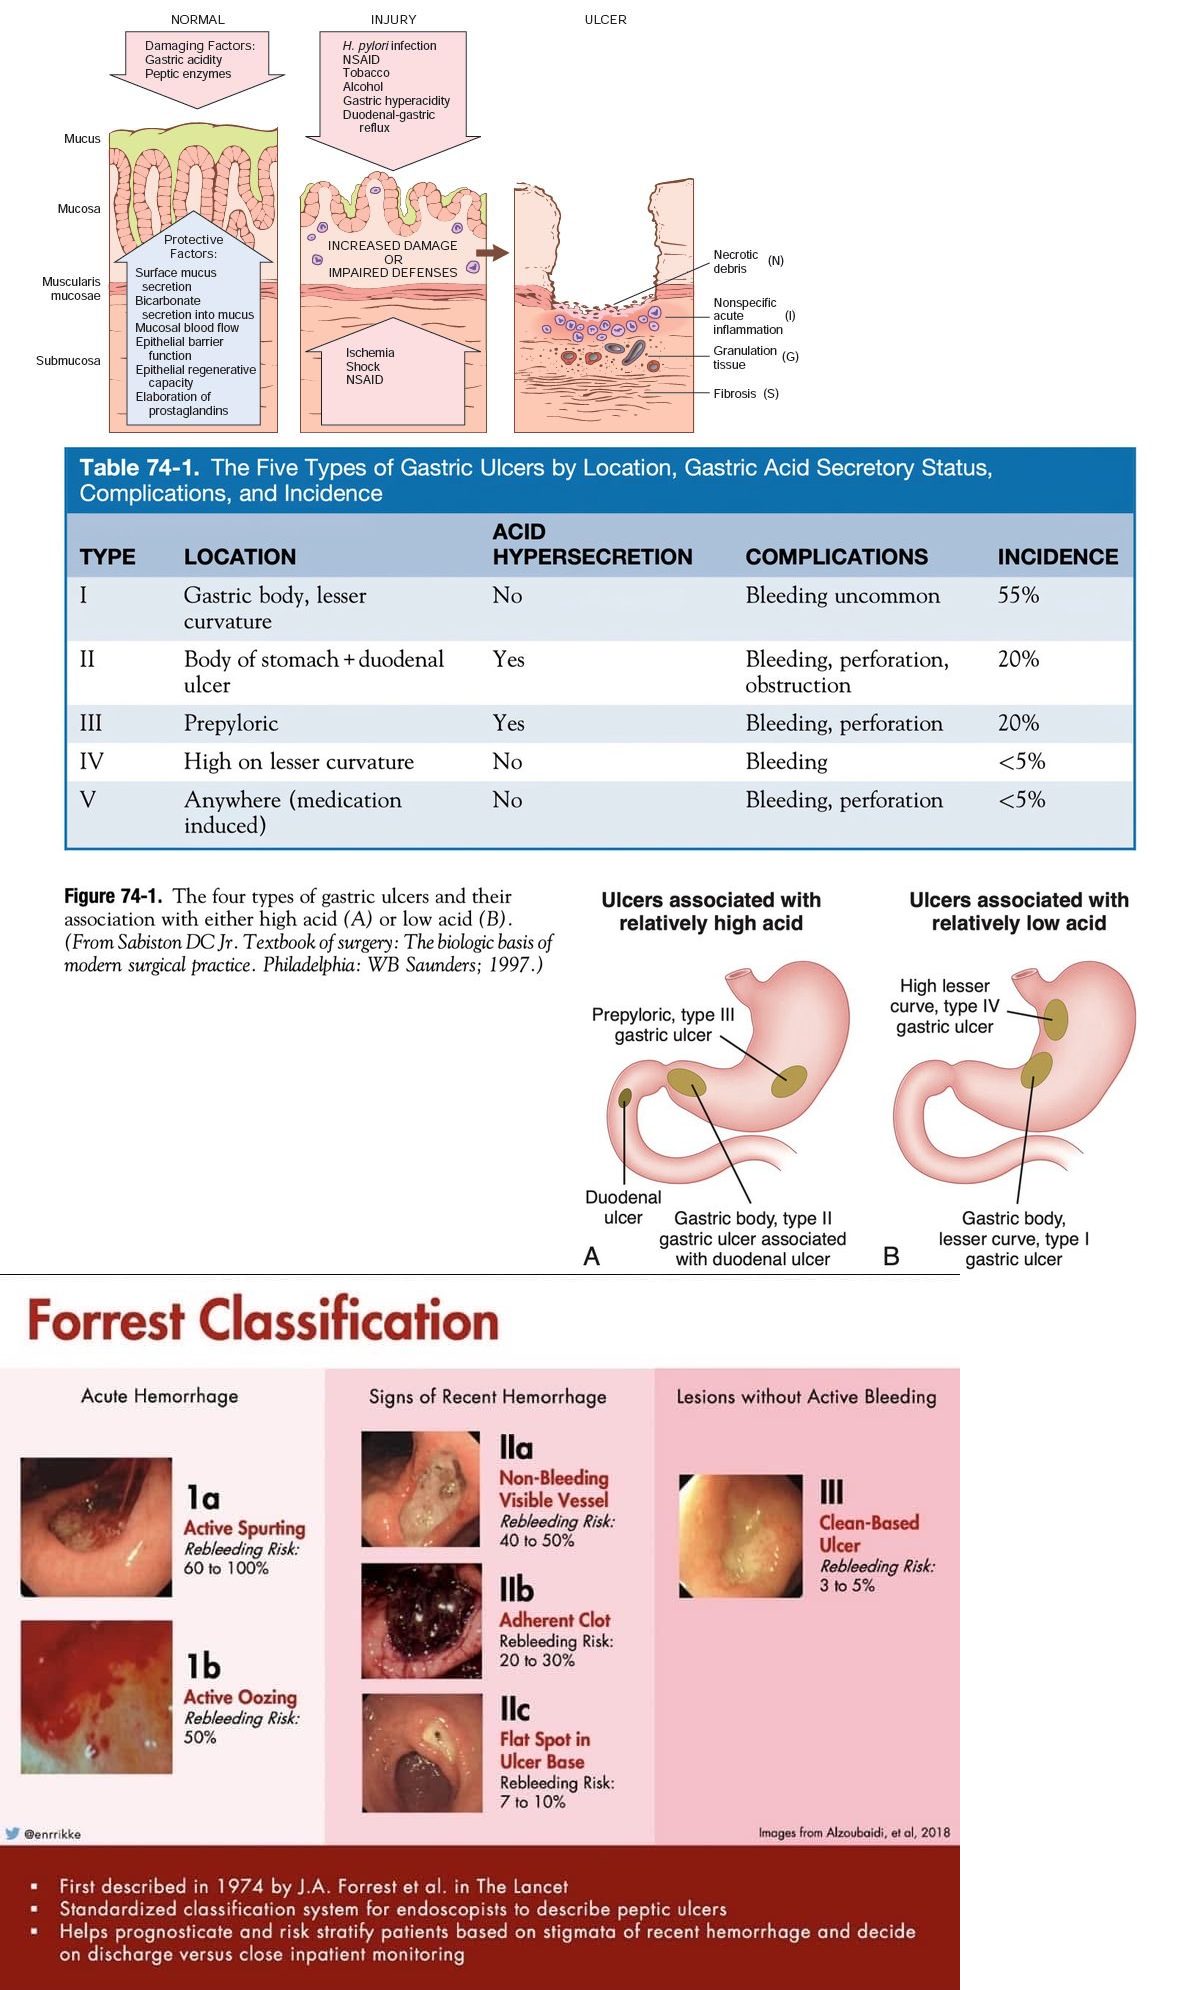 NORMAL
INJURY
ULCER
Damaging Factors:
Gastric acidity
Peptic enzymes
H. pylori infection
NSAID
Tobacco
Alcohol
Gastric hyperacidity
Duodenal-gastric
reflux
Mucus
Mucosa
Muscularis
mucosae
Submucosa
Protective
Factors:
Surface mucus
secretion
Bicarbonate
secretion into mucus
Mucosal blood flow
Epithelial barrier
function
Epithelial regenerative
capacity
Elaboration of
prostaglandins
INCREASED DAMAGE
OR
IMPAIRED DEFENSES
Ischemia
Shock
NSAID
Necrotic
debris (N)
Nonspecific
acute (I)
inflammation
Granulation (G)
tissue
Fibrosis (S)
Table 74-1. The Five Types of Gastric Ulcers by Location, Gastric Acid Secretory Status,
Complications, and Incidence
TYPE LOCATION ACID HYPERSECRETION COMPLICATIONS INCIDENCE
I Gastric body, lesser curvature No Bleeding uncommon 55%
II Body of stomach + duodenal ulcer Yes Bleeding, perforation, obstruction 20%
III Prepyloric Yes Bleeding, perforation 20%
IV High on lesser curvature No Bleeding <5%
V Anywhere (medication induced) No Bleeding, perforation <5%
Figure 74-1. The four types of gastric ulcers and their
association with either high acid (A) or low acid (B).
(From Sabiston DC Jr. Textbook of surgery: The biologic basis of
modern surgical practice. Philadelphia: WB Saunders; 1997.)
Ulcers associated with
relatively high acid
Prepyloric, type III
gastric ulcer
Duodenal
ulcer
Gastric body, type II
gastric ulcer associated
with duodenal ulcer
A
Ulcers associated with
relatively low acid
High lesser
curve, type IV
gastric ulcer
Gastric body,
lesser curve, type I
gastric ulcer
B
Forrest Classification
Acute Hemorrhage
1a
Active Spurting
Rebleeding Risk:
60 to 100%
1b
Active Oozing
Rebleeding Risk:
50%
Signs of Recent Hemorrhage
IIa
Non-Bleeding
Visible Vessel
Rebleeding Risk:
40 to 50%
IIb
Adherent Clot
Rebleeding Risk:
20 to 30%
IIc
Flat Spot in
Ulcer Base
Rebleeding Risk:
7 to 10%
Lesions without Active Bleeding
III
Clean-Based
Ulcer
Rebleeding Risk:
3 to 5%
@enrrikke
Images from Alzoubaidi, et al, 2018
▪ First described in 1974 by J.A. Forrest et al. in The Lancet
▪ Standardized classification system for endoscopists to describe peptic ulcers
▪ Helps prognosticate and risk stratify patients based on stigmata of recent hemorrhage and decide
on discharge versus close inpatient monitoring